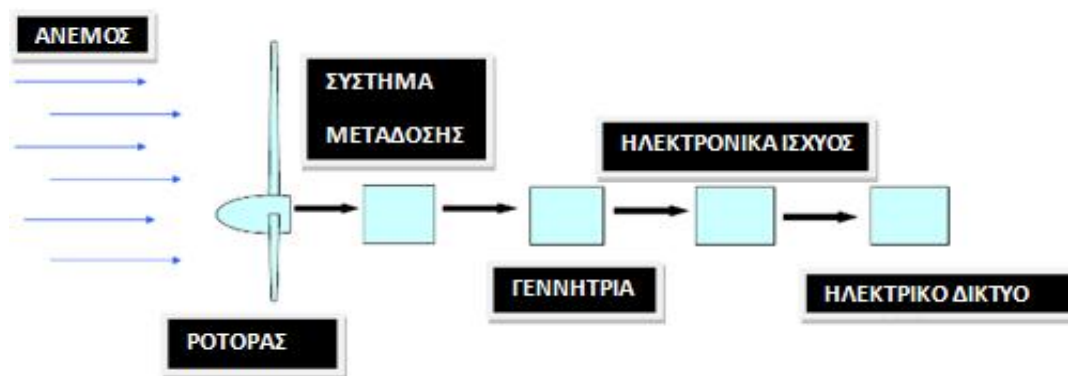 ΑΝΕΜΟΣ
ΣΥΣΤΗΜΑ
ΜΕΤΑΔΟΣΗΣ
ΗΛΕΚΤΡΟΝΙΚΑ ΙΣΧΥΟΣ
ΓΕΝΝΗΤΡΙΑ
ΗΛΕΚΤΡΙΚΟ ΔΙΚΤΥΟ
ΡΟΤΟΡΑΣ